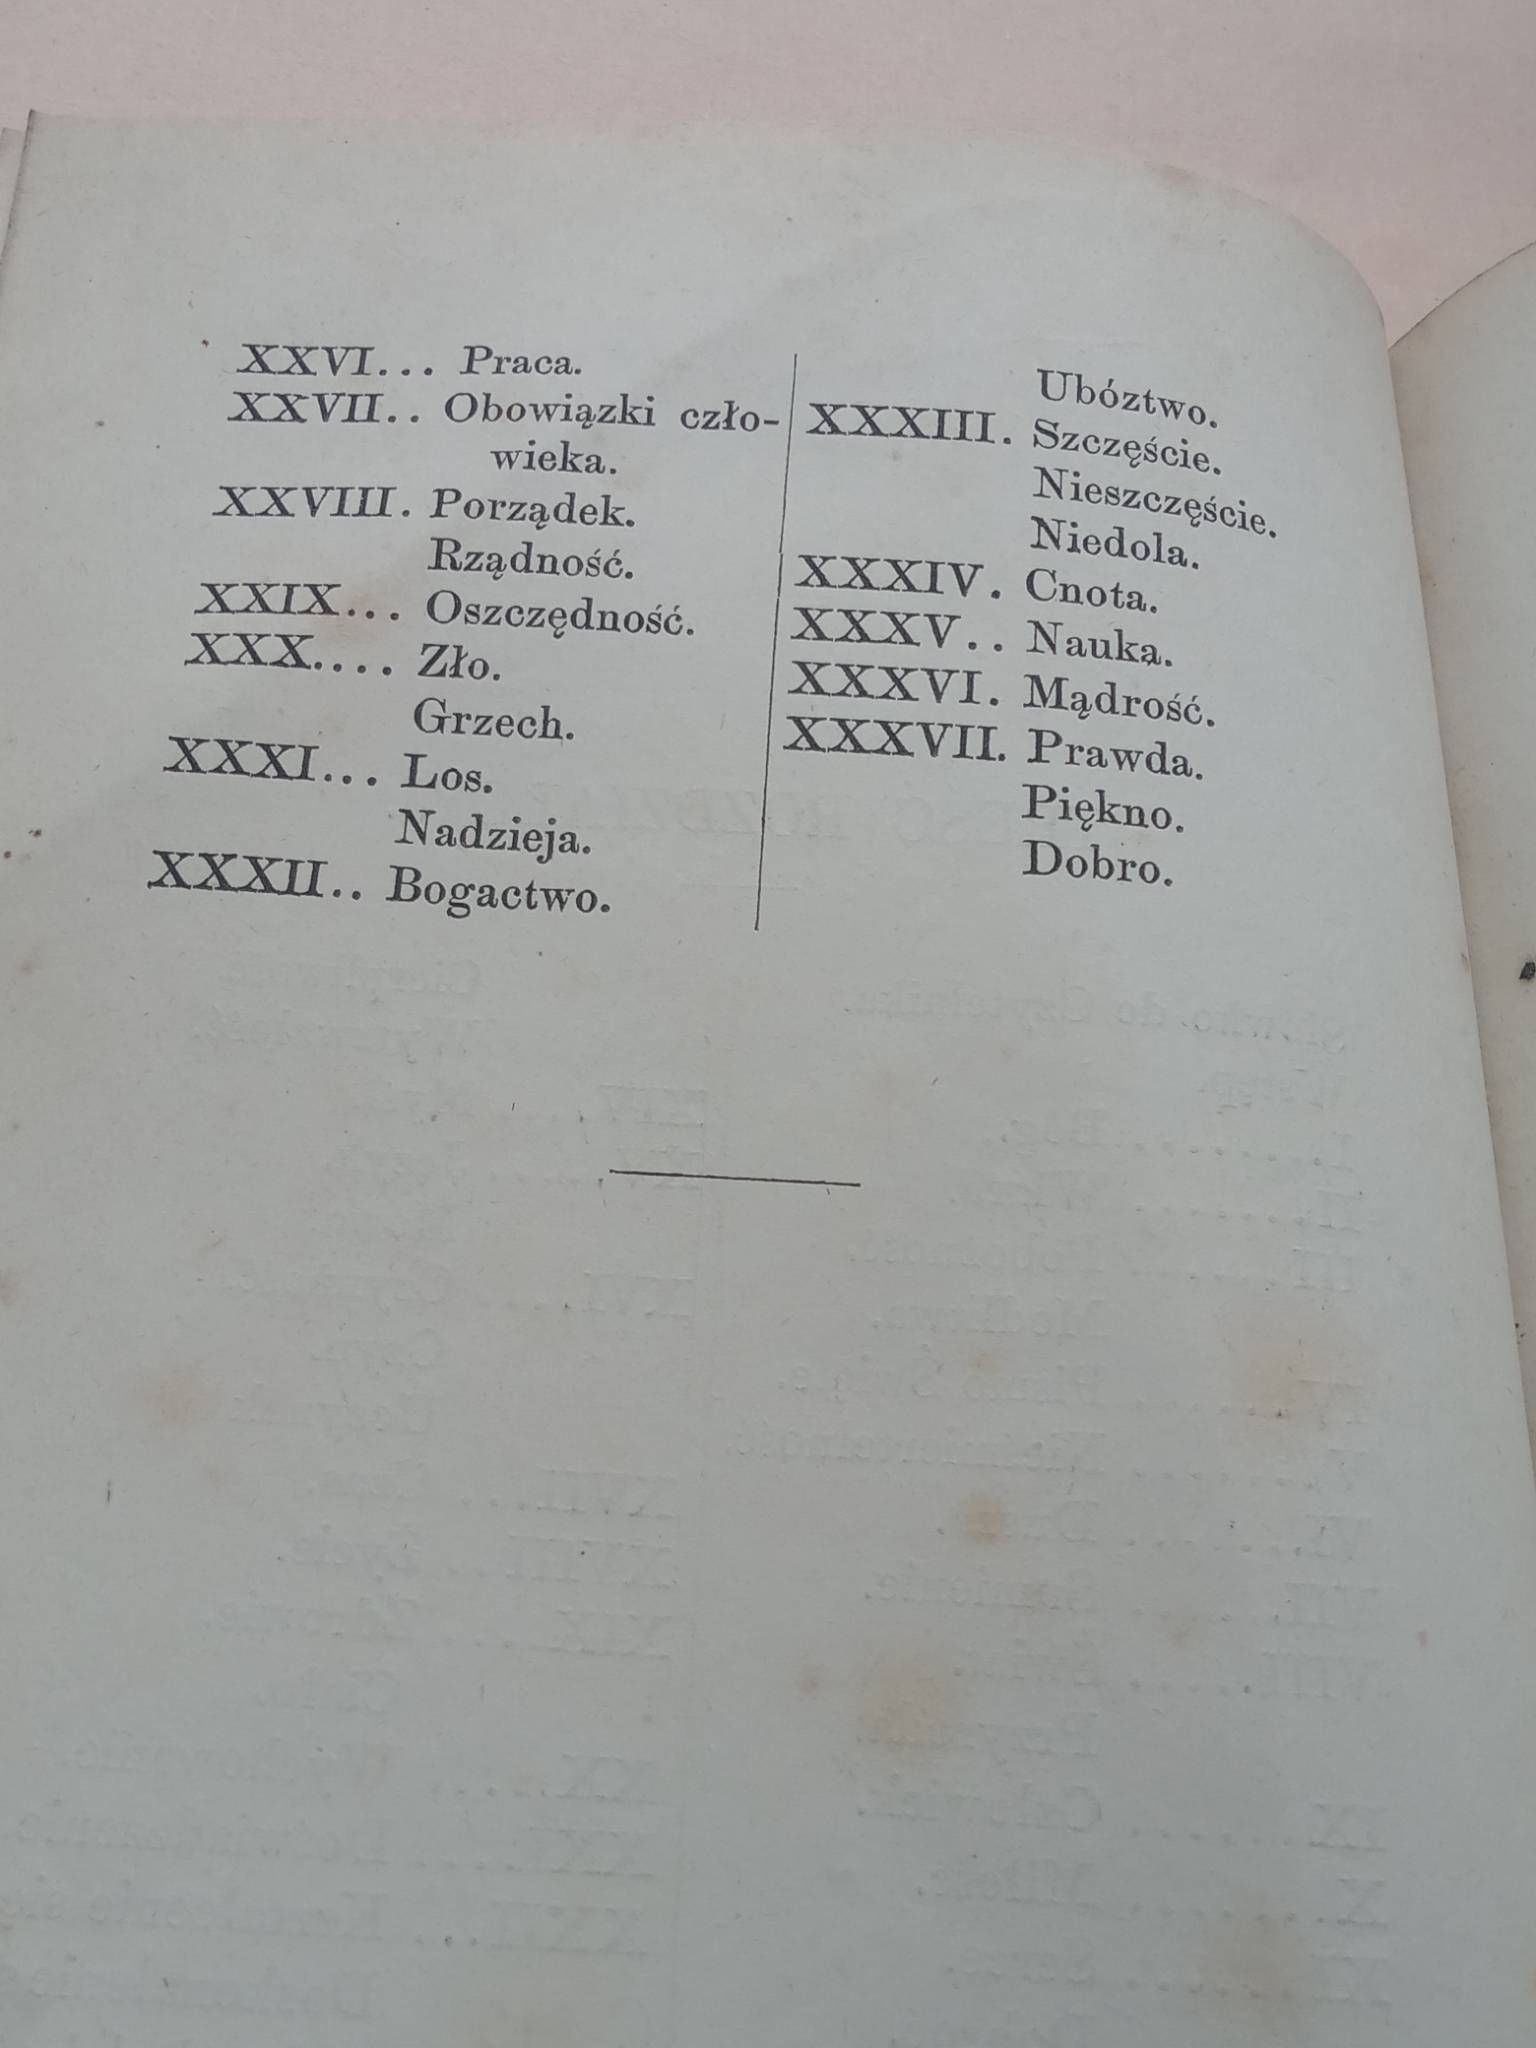 XXVI... Praca.
XXVII.. Obowiązki czło-
wieka.
XXVIII. Porządek.
Rządność.
XXIX... Oszczędność.
XXX.... Zło.
Grzech.
XXXI... Los.
Nadzieja.
XXXII.. Bogactwo.
Ubóztwo.
XXXIII. Szczęście.
Nieszczęście.
Niedola.
XXXIV. Cnota.
XXXV.. Nauka.
XXXVI. Mądrość.
XXXVII. Prawda.
Piękno.
Dobro.